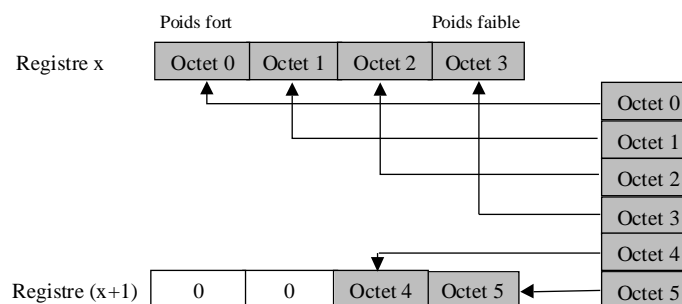 Poids fort Poids faible
Registre x Octet 0 Octet 1 Octet 2 Octet 3
Octet 0
Octet 1
Octet 2
Octet 3
Octet 4
Registre (x+1) 0 0 Octet 4 Octet 5 Octet 5